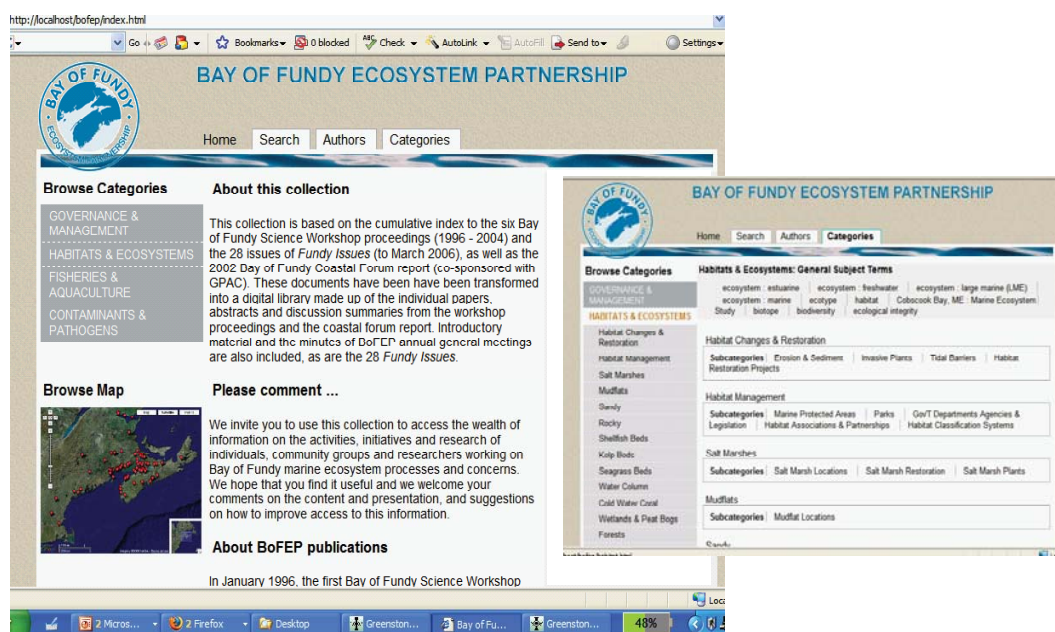 http://localhost/bofep/index.html
Go
Bookmarks
0 blocked
ABC
Check
AutoLink
AutoFill
Send to
Settings
BAY OF FUNDY
ECOSYSTEM PARTNERSHIP
BAY OF FUNDY ECOSYSTEM PARTNERSHIP
Home Search Authors Categories
Browse Categories
GOVERNANCE &
MANAGEMENT
HABITATS & ECOSYSTEMS
FISHERIES &
AQUACULTURE
CONTAMINANTS &
PATHOGENS
Browse Map
About this collection
This collection is based on the cumulative index to the six Bay
of Fundy Science Workshop proceedings (1996 - 2004) and
the 28 issues of Fundy Issues (to March 2006), as well as the
2002 Bay of Fundy Coastal Forum report (co-sponsored with
GPAC). These documents have been have been transformed
into a digital library made up of the individual papers,
abstracts and discussion summaries from the workshop
proceedings and the coastal forum report. Introductory
material and the minutes of BoFEP annual general meetings
are also included, as are the 28 Fundy Issues.
Please comment ...
We invite you to use this collection to access the wealth of
information on the activities, initiatives and research of
individuals, community groups and researchers working on
Bay of Fundy marine ecosystem processes and concerns.
We hope that you find it useful and we welcome your
comments on the content and presentation, and suggestions
on how to improve access to this information.
About BoFEP publications
In January 1996, the first Bay of Fundy Science Workshop
BAY OF FUNDY
BAY OF FUNDY ECOSYSTEM PARTNERSHIP
Home Search Authors Categories
Browse Categories
GOVERNANCE &
MANAGEMENT
HABITATS & ECOSYSTEMS
Habitat Changes &
Restoration
Habitat Management
Salt Marshes
Mudflats
Sandy
Rocky
Shellfish Beds
Kelp Beds
Seagrass Beds
Water Column
Cold Water Coral
Wetlands & Peat Bogs
Forests
Habitats & Ecosystems: General Subject Terms
ecosystem : estuarine | ecosystem : freshwater | ecosystem : large marine (LME) |
ecosystem : marine | ecotype | habitat | Cobscook Bay, ME : Marine Ecosystem
Study | biotope | biodiversity | ecological integrity
Habitat Changes & Restoration
Subcategories | Erosion & Sediment | Invasive Plants | Tidal Barriers | Habitat
Restoration Projects
Habitat Management
Subcategories | Marine Protected Areas | Parks | Gov'T Departments Agencies &
Legislation | Habitat Associations & Partnerships | Habitat Classification Systems
Salt Marshes
Subcategories | Salt Marsh Locations | Salt Marsh Restoration | Salt Marsh Plants
Mudflats
Subcategories | Mudflat Locations
Sandy
Loca
2 Micros...
2 Firefox
Desktop
Greenston...
Bay of Fu...
Greenston...
48%